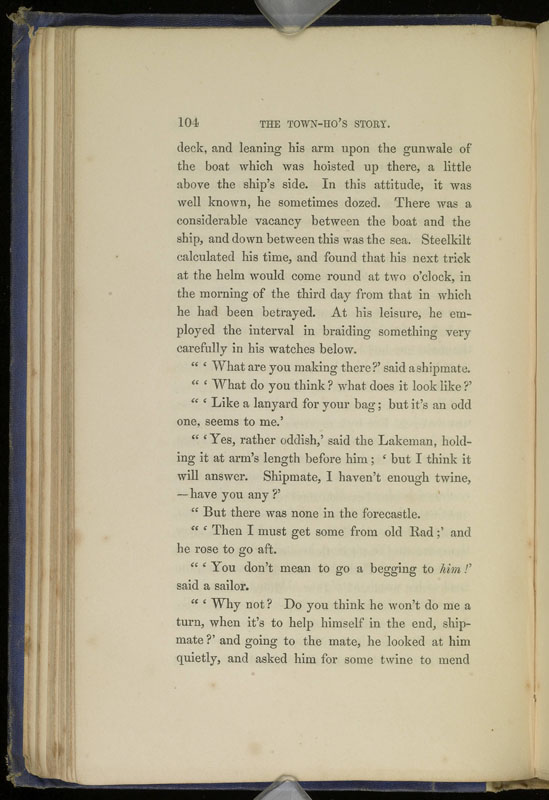 104 THE TOWN-HO'S STORY.
deck, and leaning his arm upon the gunwale of
the boat which was hoisted up there, a little
above the ship's side. In this attitude, it was
well known, he sometimes dozed. There was a
considerable vacancy between the boat and the
ship, and down between this was the sea. Steelkilt
calculated his time, and found that his next trick
at the helm would come round at two o'clock, in
the morning of the third day from that in which
he had been betrayed. At his leisure, he em-
ployed the interval in braiding something very
carefully in his watches below.
" ' What are you making there?' said a shipmate.
" ' What do you think? what does it look like?'
" ' Like a lanyard for your bag; but it's an odd
one, seems to me.'
" ' Yes, rather oddish,' said the Lakeman, hold-
ing it at arm's length before him; ' but I think it
will answer. Shipmate, I haven't enough twine,
—have you any?'
" But there was none in the forecastle.
" ' Then I must get some from old Rad;' and
he rose to go aft.
" ' You don't mean to go a begging to him!'
said a sailor.
" ' Why not? Do you think he won't do me a
turn, when it's to help himself in the end, ship-
mate?' and going to the mate, he looked at him
quietly, and asked him for some twine to mend